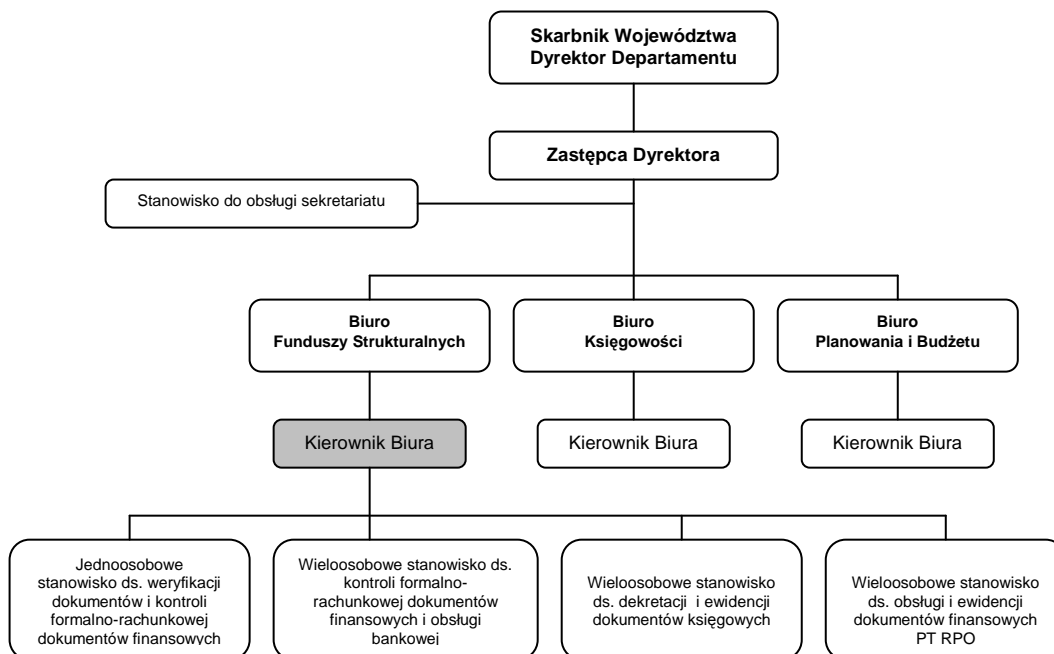 Skarbnik Województwa
Dyrektor Departamentu
Zastępca Dyrektora
Stanowisko do obsługi sekretariatu
Biuro
Funduszy Strukturalnych
Biuro
Księgowości
Biuro
Planowania i Budżetu
Kierownik Biura
Kierownik Biura
Kierownik Biura
Jednoosobowe
stanowisko ds. weryfikacji
dokumentów i kontroli
formalno-rachunkowej
dokumentów finansowych
Wieloosobowe stanowisko ds.
kontroli formalno-
rachunkowej dokumentów
finansowych i obsługi
bankowej
Wieloosobowe stanowisko
ds. dekretacji i ewidencji
dokumentów księgowych
Wieloosobowe stanowisko
ds. obsługi i ewidencji
dokumentów finansowych
PT RPO